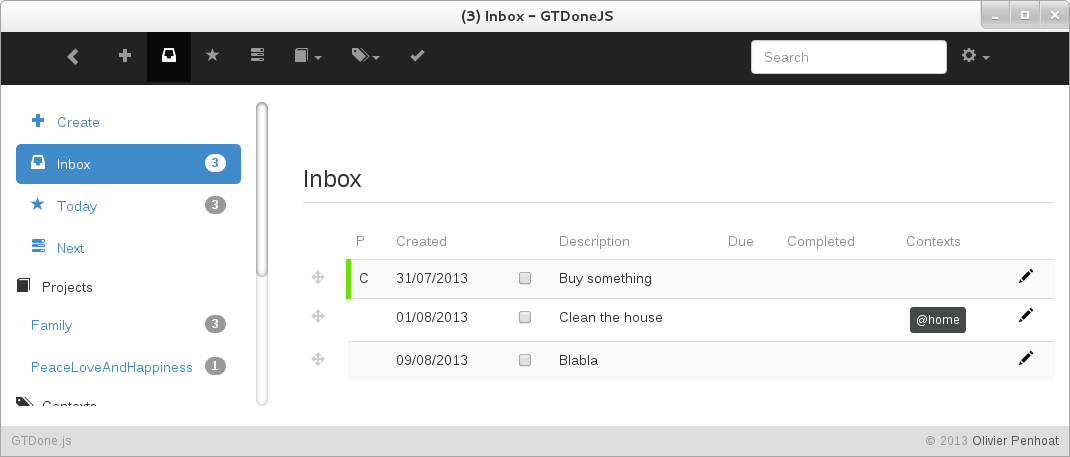 (3) Inbox - GTDoneJS
Search
Create
Inbox 3
Today 3
Next
Projects
Family 3
PeaceLoveAndHappiness 1
Contexts
Inbox
P Created Description Due Completed Contexts
C 31/07/2013 Buy something
01/08/2013 Clean the house @home
09/08/2013 Blabla
GTDone.js © 2013 Olivier Penhoat